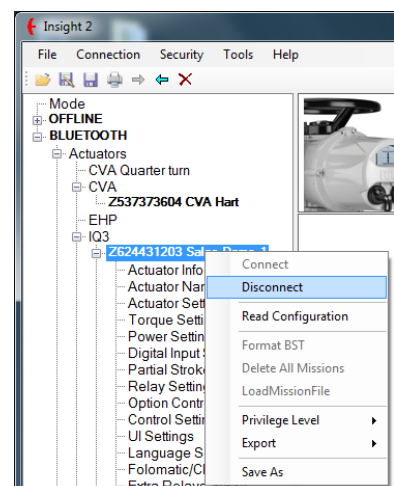 Insight 2
File Connection Security Tools Help
Mode
OFFLINE
BLUETOOTH
Actuators
CVA Quarter turn
CVA
Z537373604 CVA Hart
EHP
IQ3
Z624431203 Sales Demo 1
Actuator Info
Actuator Nar
Actuator Set
Torque Setti
Power Settin
Digital Input S
Partial Stroke
Relay Setting
Option Contr
Control Settin
UI Settings
Language S
Folomatic/Cl
Extra Relays
Connect
Disconnect
Read Configuration
Format BST
Delete All Missions
LoadMissionFile
Privilege Level
Export
Save As